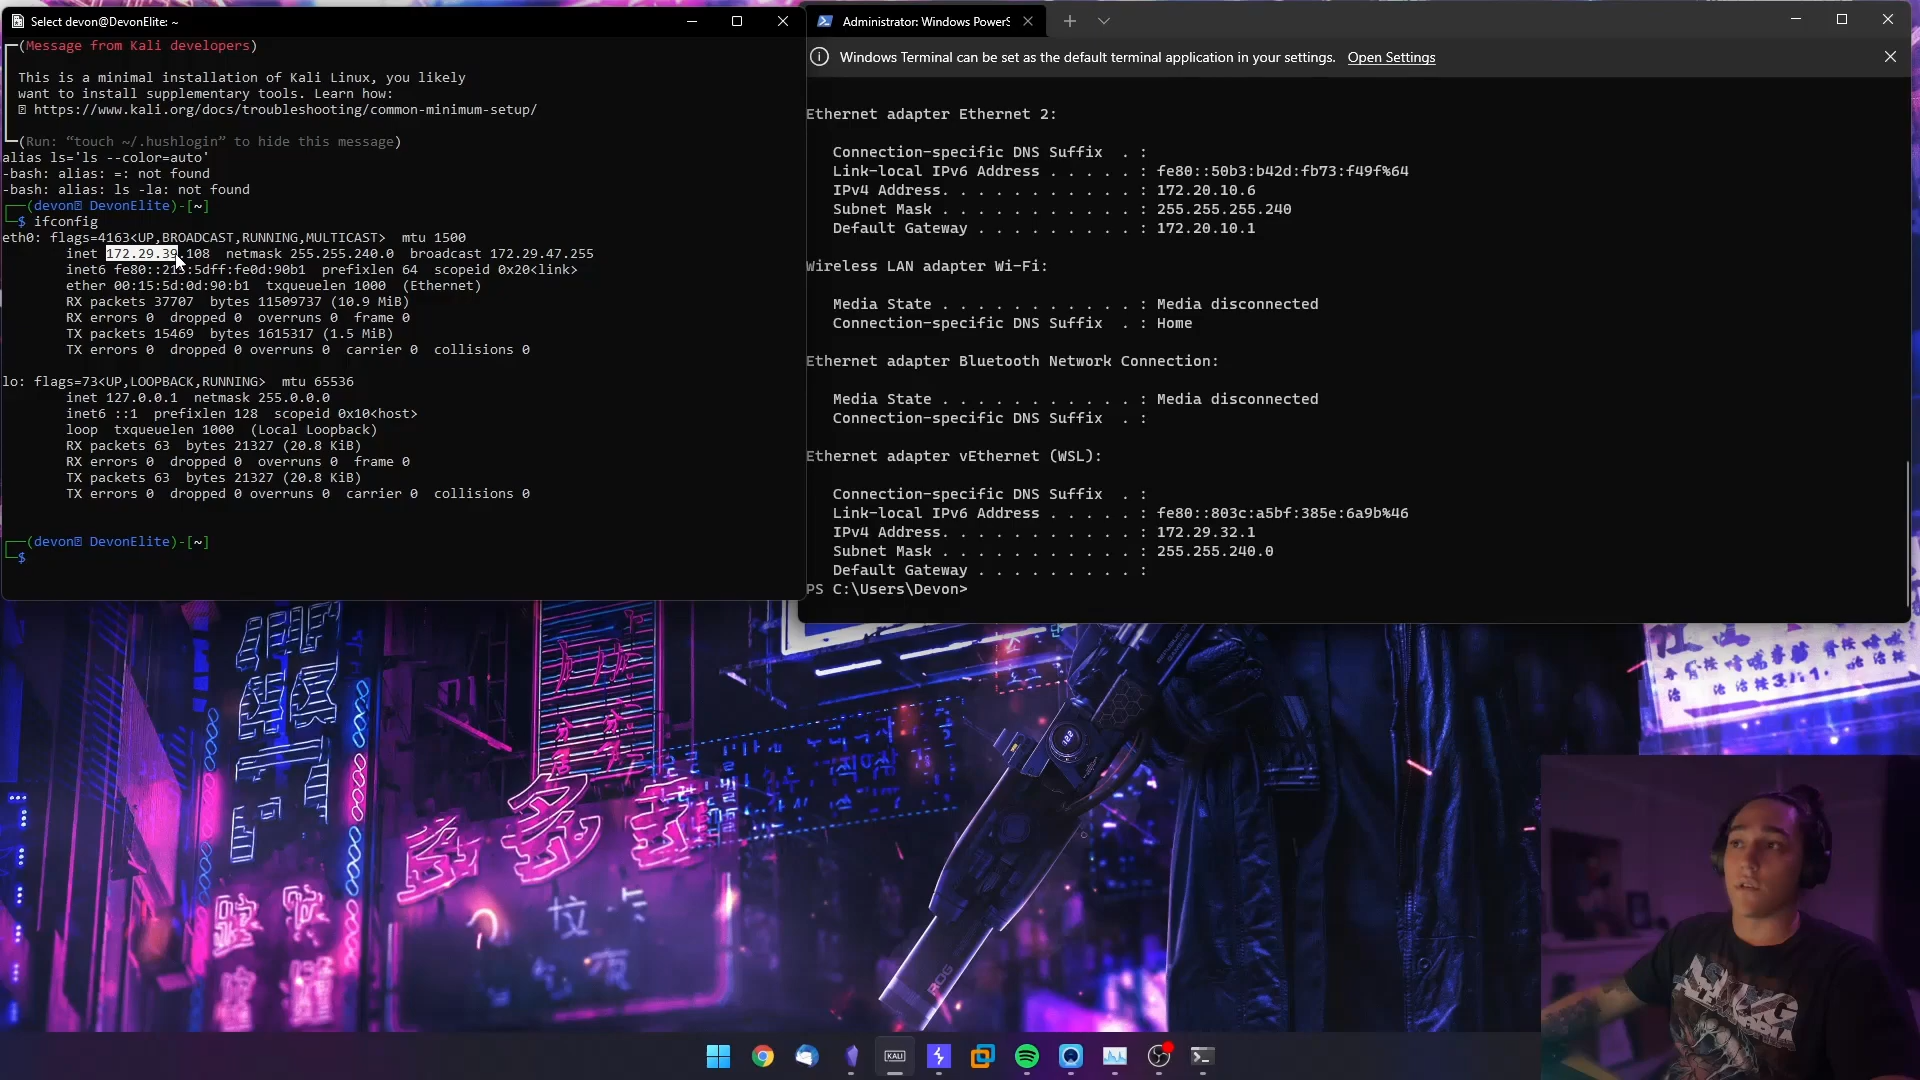 Select devon@DevonElite: ~
(Message from Kali developers)
This is a minimal installation of Kali Linux, you likely
want to install supplementary tools. Learn how:
https://www.kali.org/docs/troubleshooting/common-minimum-setup/
(Run: “touch ~/.hushlogin” to hide this message)
alias ls='ls --color=auto'
-bash: alias: =: not found
-bash: alias: ls -la: not found
(devon DevonElite)-[~]
$ ifconfig
eth0: flags=4163<UP,BROADCAST,RUNNING,MULTICAST>  mtu 1500
inet 172.29.39.108  netmask 255.255.240.0  broadcast 172.29.47.255
inet6 fe80::215:5dff:fe0d:90b1  prefixlen 64  scopeid 0x20<link>
ether 00:15:5d:0d:90:b1  txqueuelen 1000  (Ethernet)
RX packets 37707  bytes 11509737 (10.9 MiB)
RX errors 0  dropped 0  overruns 0  frame 0
TX packets 15469  bytes 1615317 (1.5 MiB)
TX errors 0  dropped 0 overruns 0  carrier 0  collisions 0
lo: flags=73<UP,LOOPBACK,RUNNING>  mtu 65536
inet 127.0.0.1  netmask 255.0.0.0
inet6 ::1  prefixlen 128  scopeid 0x10<host>
loop  txqueuelen 1000  (Local Loopback)
RX packets 63  bytes 21327 (20.8 KiB)
RX errors 0  dropped 0  overruns 0  frame 0
TX packets 63  bytes 21327 (20.8 KiB)
TX errors 0  dropped 0 overruns 0  carrier 0  collisions 0
(devon DevonElite)-[~]
$
Administrator: Windows PowerS
Windows Terminal can be set as the default terminal application in your settings. Open Settings
Ethernet adapter Ethernet 2:
Connection-specific DNS Suffix  . :
Link-local IPv6 Address . . . . . : fe80::50b3:b42d:fb73:f49f%64
IPv4 Address. . . . . . . . . . . : 172.20.10.6
Subnet Mask . . . . . . . . . . . : 255.255.255.240
Default Gateway . . . . . . . . . : 172.20.10.1
Wireless LAN adapter Wi-Fi:
Media State . . . . . . . . . . . : Media disconnected
Connection-specific DNS Suffix  . : Home
Ethernet adapter Bluetooth Network Connection:
Media State . . . . . . . . . . . : Media disconnected
Connection-specific DNS Suffix  . :
Ethernet adapter vEthernet (WSL):
Connection-specific DNS Suffix  . :
Link-local IPv6 Address . . . . . : fe80::803c:a5bf:385e:6a9b%46
IPv4 Address. . . . . . . . . . . : 172.29.32.1
Subnet Mask . . . . . . . . . . . : 255.255.240.0
Default Gateway . . . . . . . . . :
PS C:\Users\Devon>
ROG
KALI